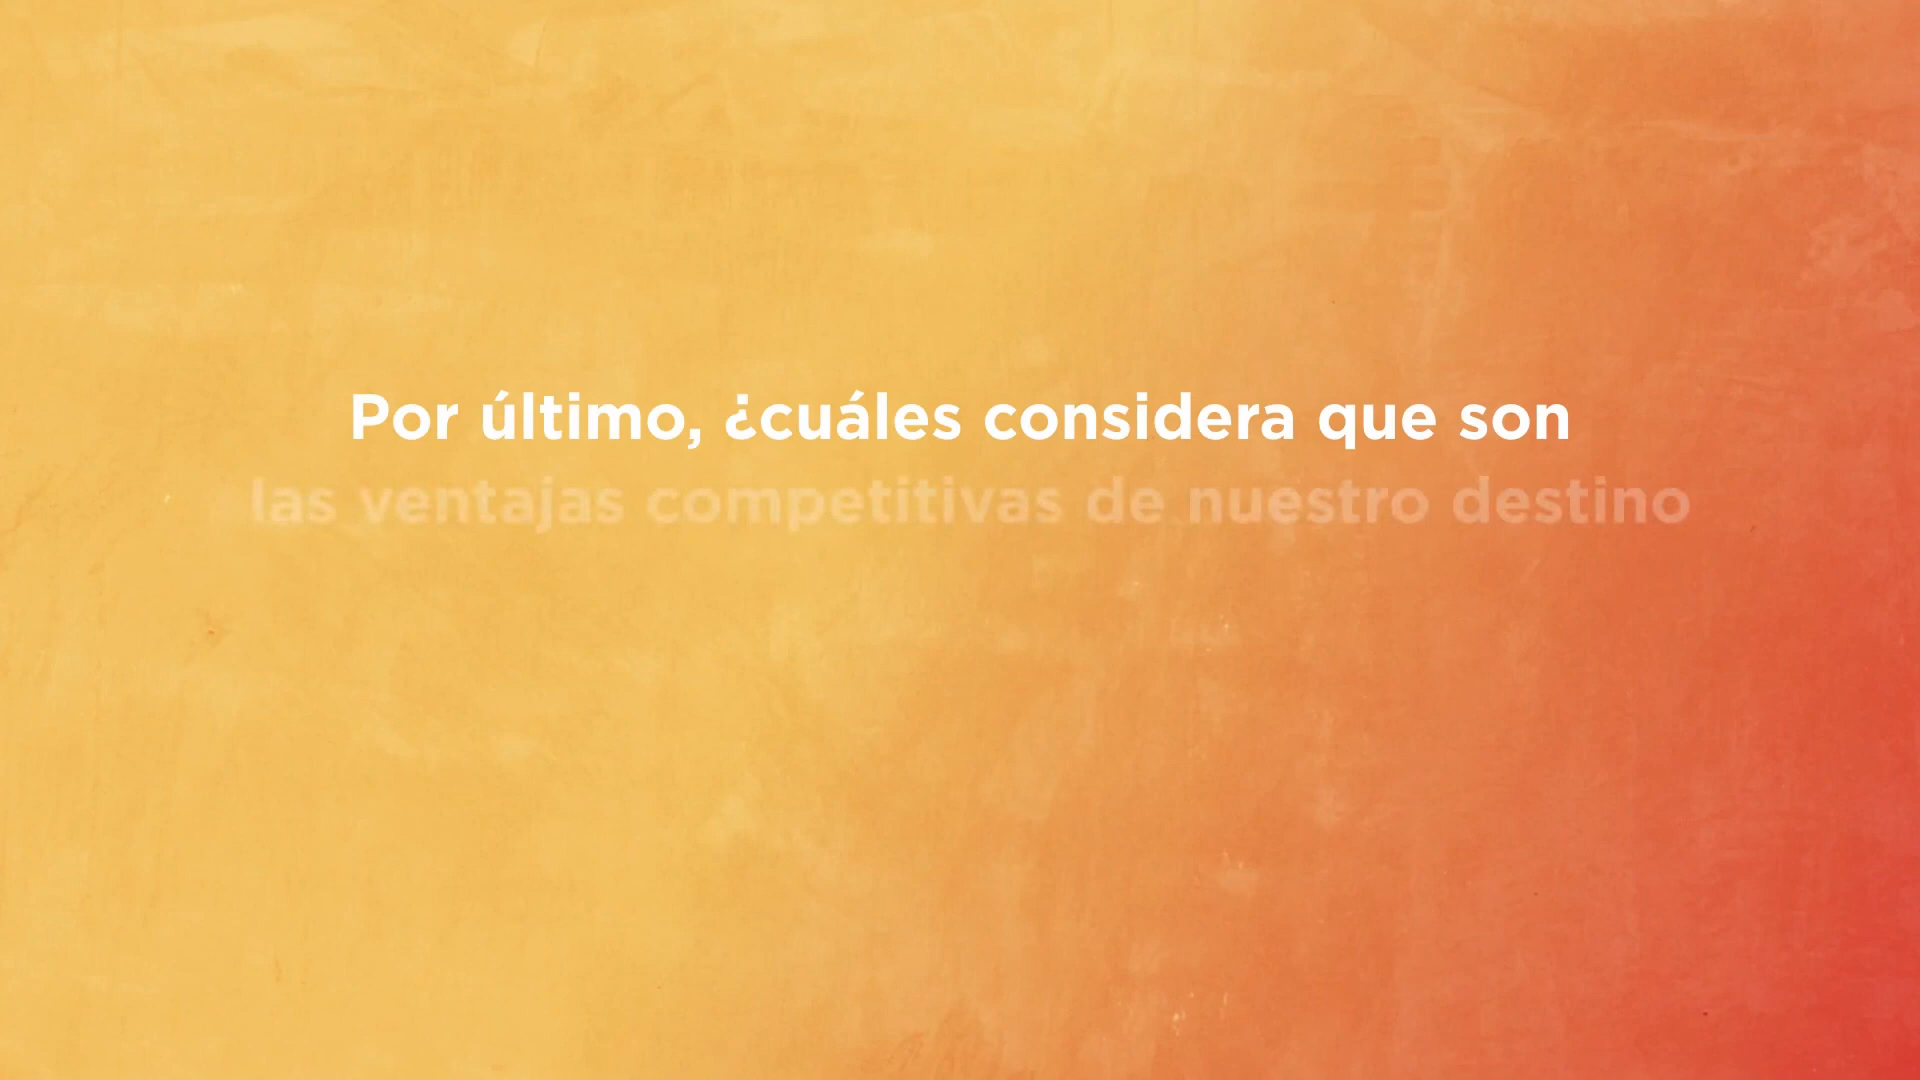 Por último, ¿cuáles considera que son
las ventajas competitivas de nuestro destino